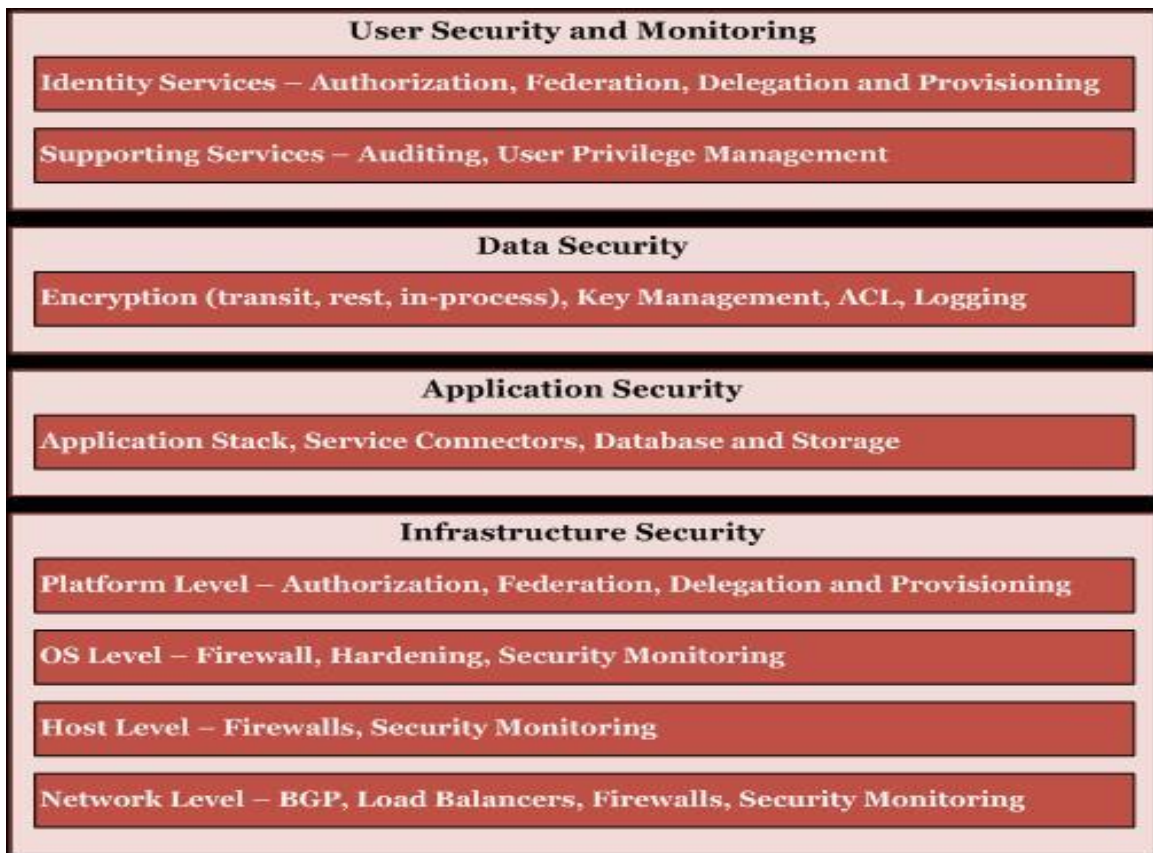 User Security and Monitoring
Identity Services – Authorization, Federation, Delegation and Provisioning
Supporting Services – Auditing, User Privilege Management
Data Security
Encryption (transit, rest, in-process), Key Management, ACL, Logging
Application Security
Application Stack, Service Connectors, Database and Storage
Infrastructure Security
Platform Level – Authorization, Federation, Delegation and Provisioning
OS Level – Firewall, Hardening, Security Monitoring
Host Level – Firewalls, Security Monitoring
Network Level – BGP, Load Balancers, Firewalls, Security Monitoring